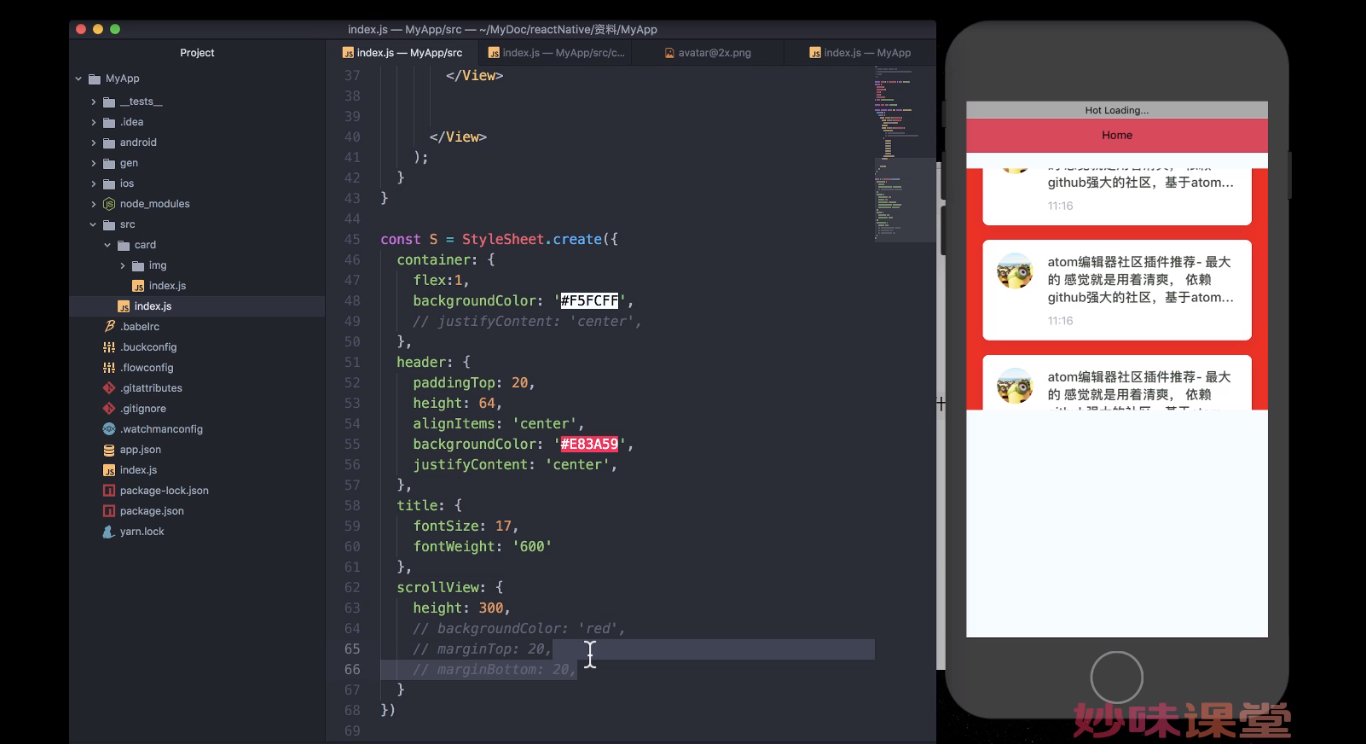 index.js — MyApp/src — ~/MyDoc/reactNative/资料/MyApp
Project
index.js — MyApp/src
index.js — MyApp/src/c...
avatar@2x.png
index.js — MyApp
MyApp
__tests__
.idea
android
gen
ios
node_modules
src
card
img
index.js
index.js
.babelrc
.buckconfig
.flowconfig
.gitattributes
.gitignore
.watchmanconfig
app.json
index.js
package-lock.json
package.json
yarn.lock
37 </View>
38
39
40 </View>
41 );
42 }
43 }
44
45 const S = StyleSheet.create({
46 container: {
47 flex:1,
48 backgroundColor: '#F5FCFF',
49 // justifyContent: 'center',
50 },
51 header: {
52 paddingTop: 20,
53 height: 64,
54 alignItems: 'center',
55 backgroundColor: '#E83A59',
56 justifyContent: 'center',
57 },
58 title: {
59 fontSize: 17,
60 fontWeight: '600'
61 },
62 scrollView: {
63 height: 300,
64 // backgroundColor: 'red',
65 // marginTop: 20,
66 // marginBottom: 20,
67 }
68 })
69
Hot Loading...
Home
github强大的社区，基于atom...
11:16
atom编辑器社区插件推荐- 最大
的 感觉就是用着清爽， 依赖
github强大的社区，基于atom...
11:16
atom编辑器社区插件推荐- 最大
的 感觉就是用着清爽， 依赖
妙味课堂